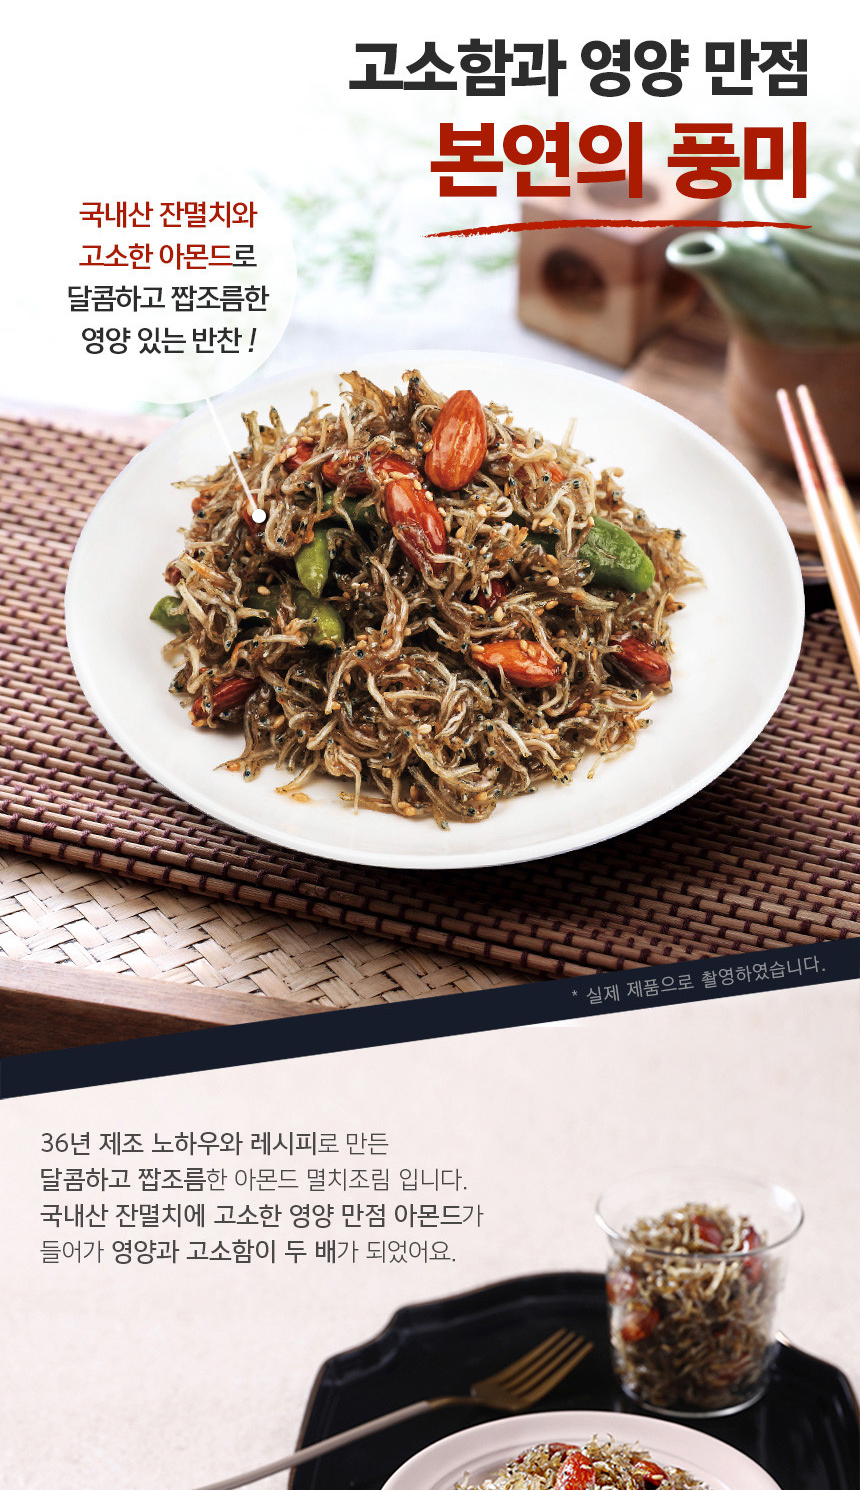 고소함과 영양 만점
본연의 풍미
국내산 잔멸치와
고소한 아몬드로
달콤하고 짭조름한
영양 있는 반찬 !
* 실제 제품으로 촬영하였습니다.
36년 제조 노하우와 레시피로 만든
달콤하고 짭조름한 아몬드 멸치조림 입니다.
국내산 잔멸치에 고소한 영양 만점 아몬드가
들어가 영양과 고소함이 두 배가 되었어요.